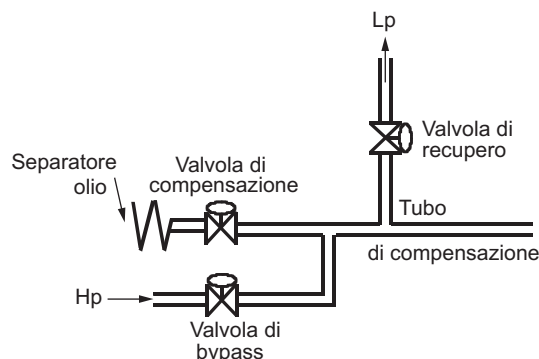 Lp
Valvola di
recupero
Separatore
olio
Valvola di
compensazione
Tubo
di compensazione
Hp
Valvola di
bypass